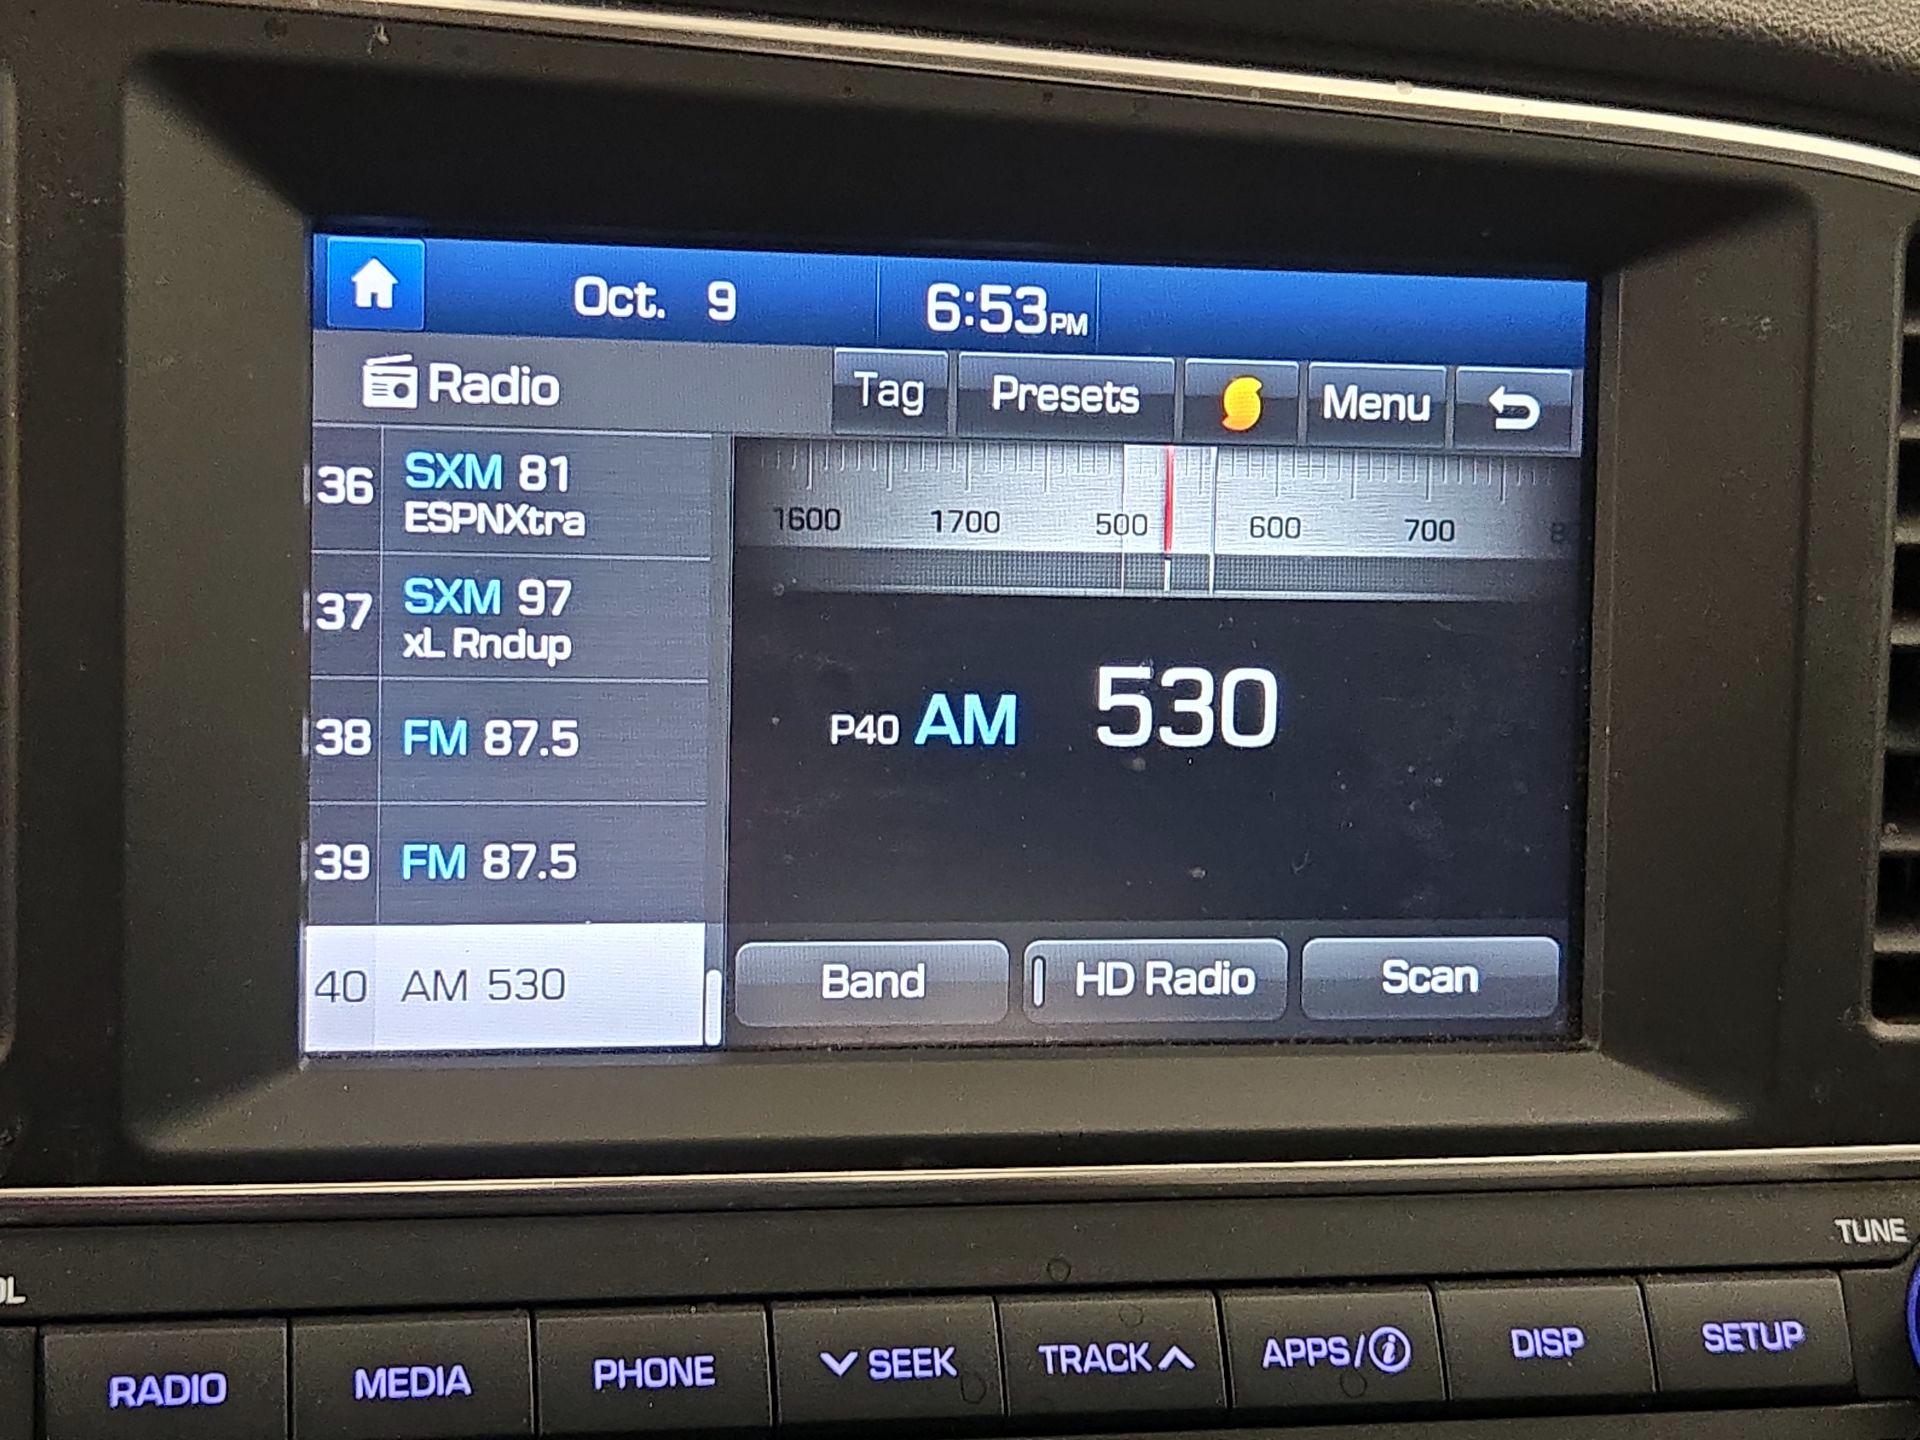 Oct. 9 6:53PM
Radio Tag Presets Menu
36 SXM 81
ESPNXtra
37 SXM 97
xL Rndup
38 FM 87.5
39 FM 87.5
40 AM 530
1600 1700 500 600 700
P40 AM 530
Band HD Radio Scan
TUNE
RADIO MEDIA PHONE SEEK TRACK APPS/i DISP SETUP